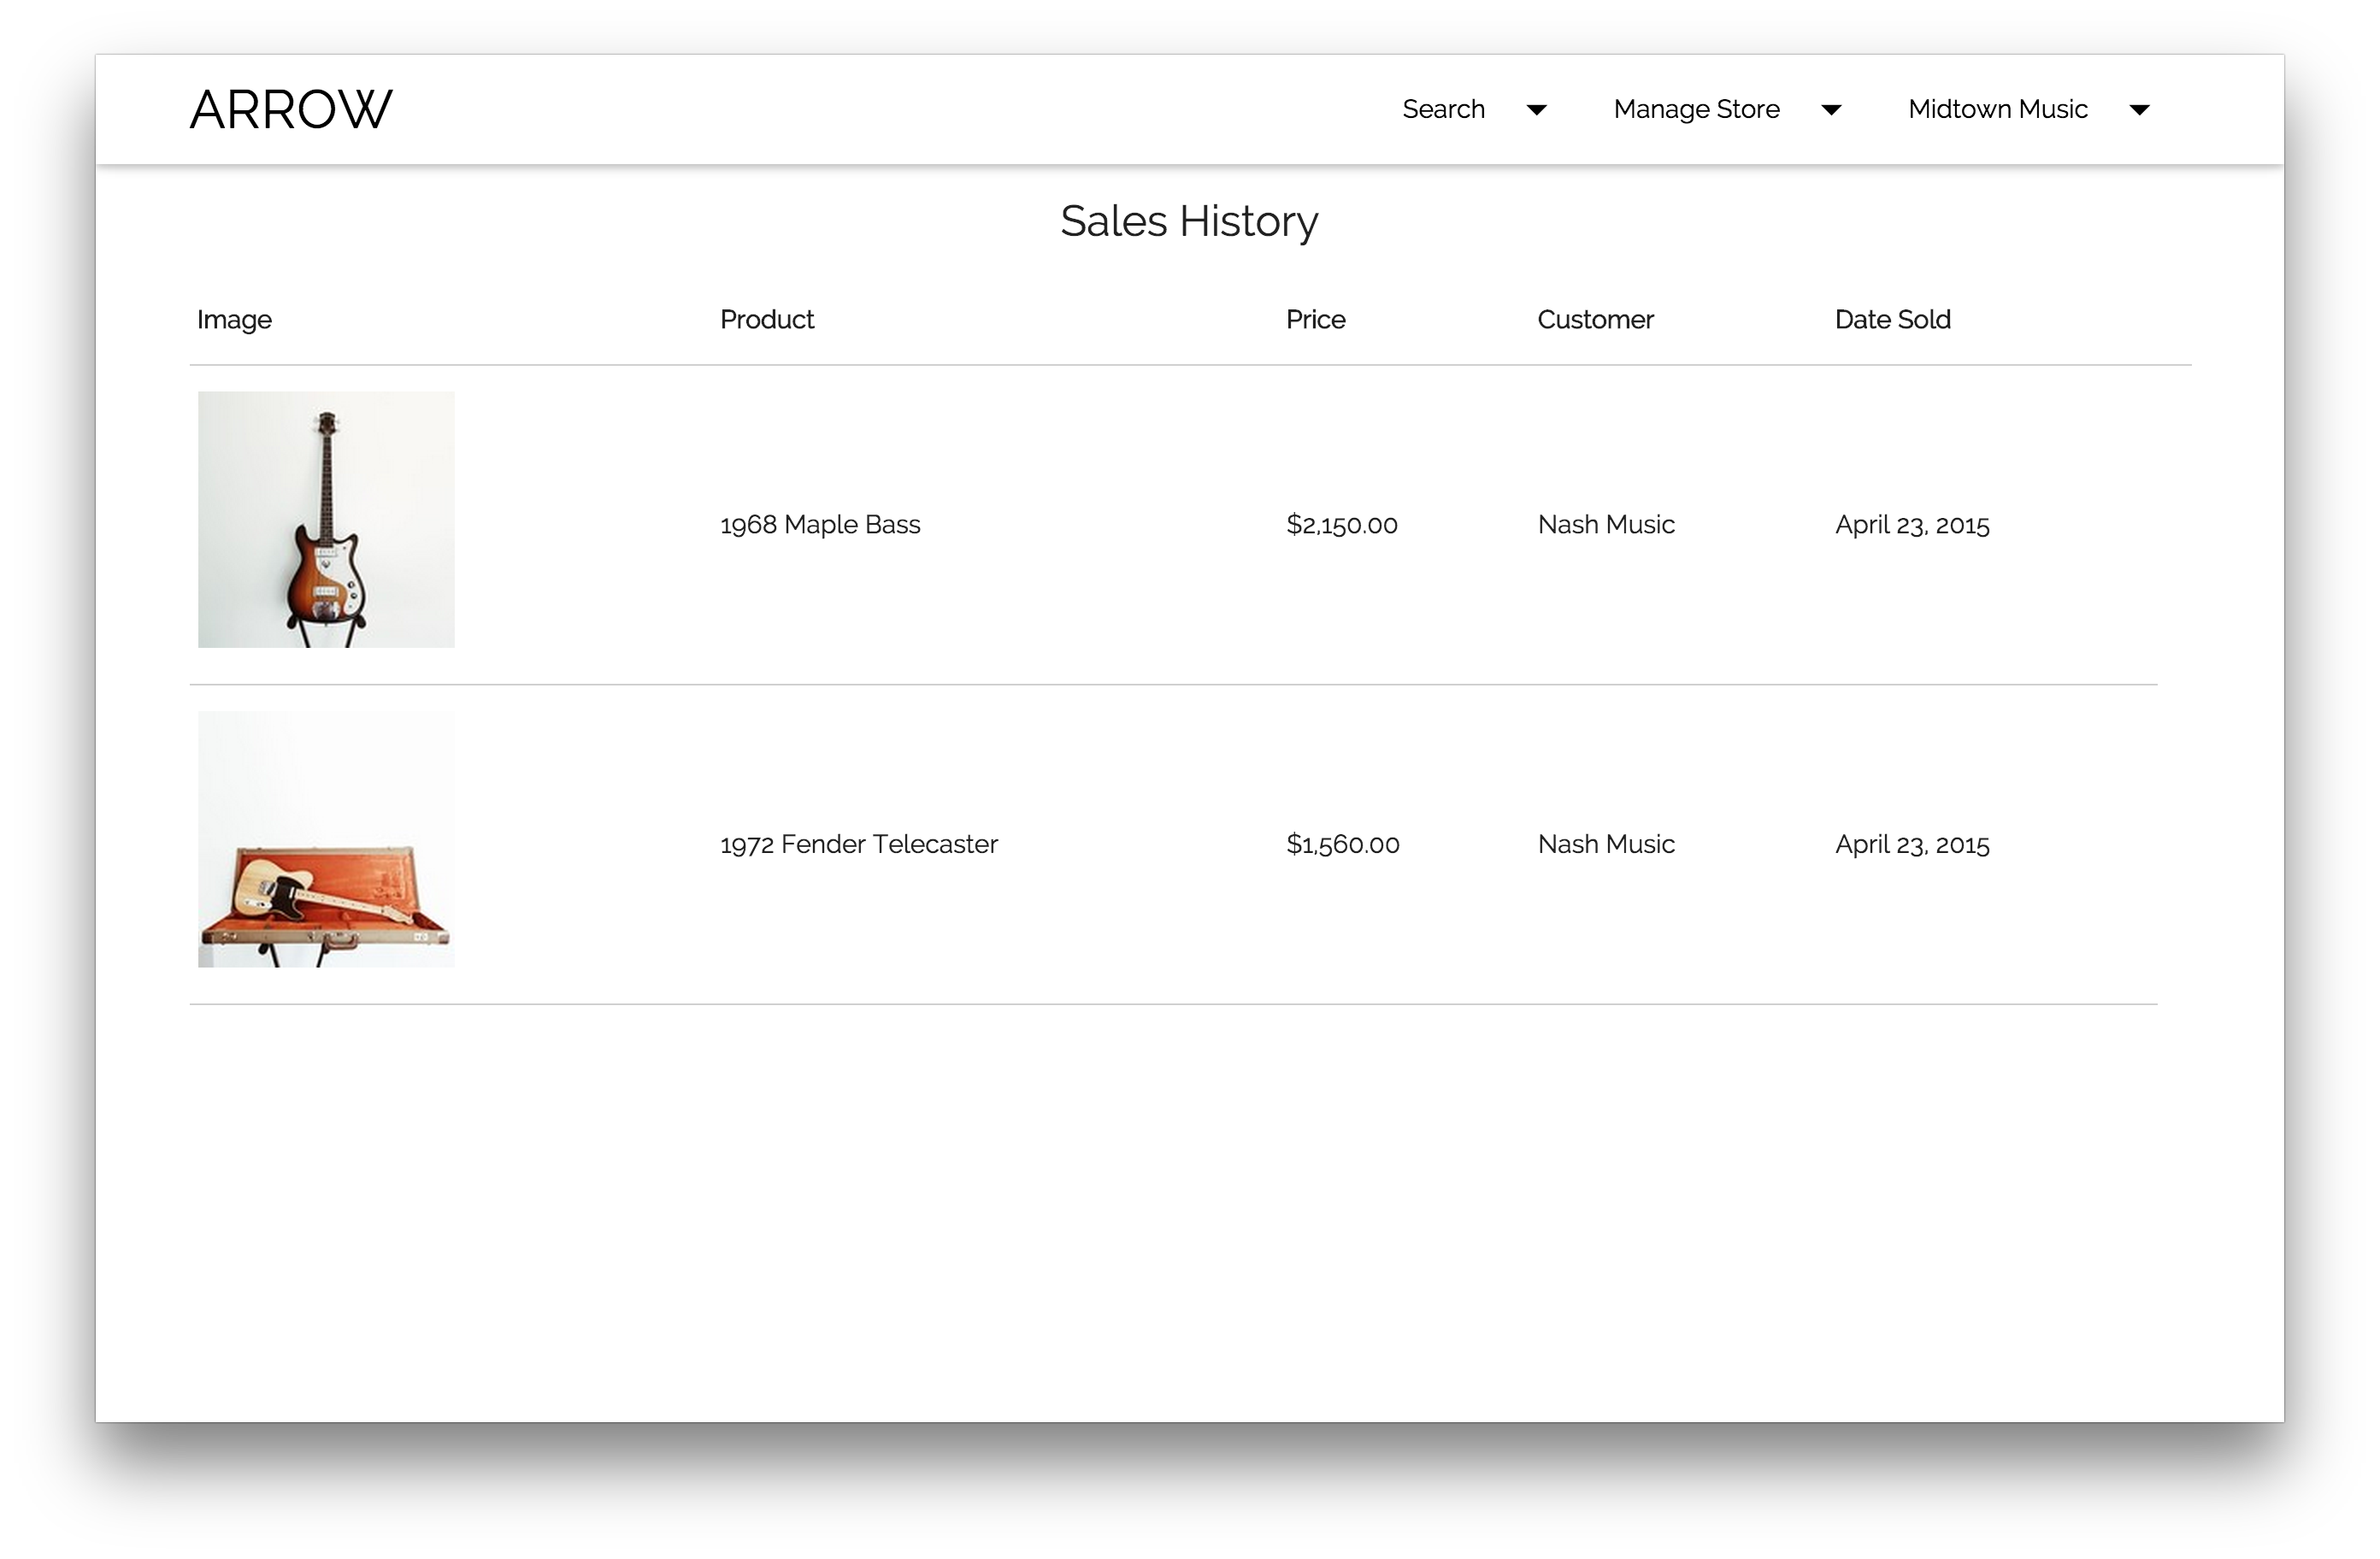 ARROW
Search Manage Store Midtown Music
Sales History
Image Product Price Customer Date Sold
1968 Maple Bass $2,150.00 Nash Music April 23, 2015
1972 Fender Telecaster $1,560.00 Nash Music April 23, 2015